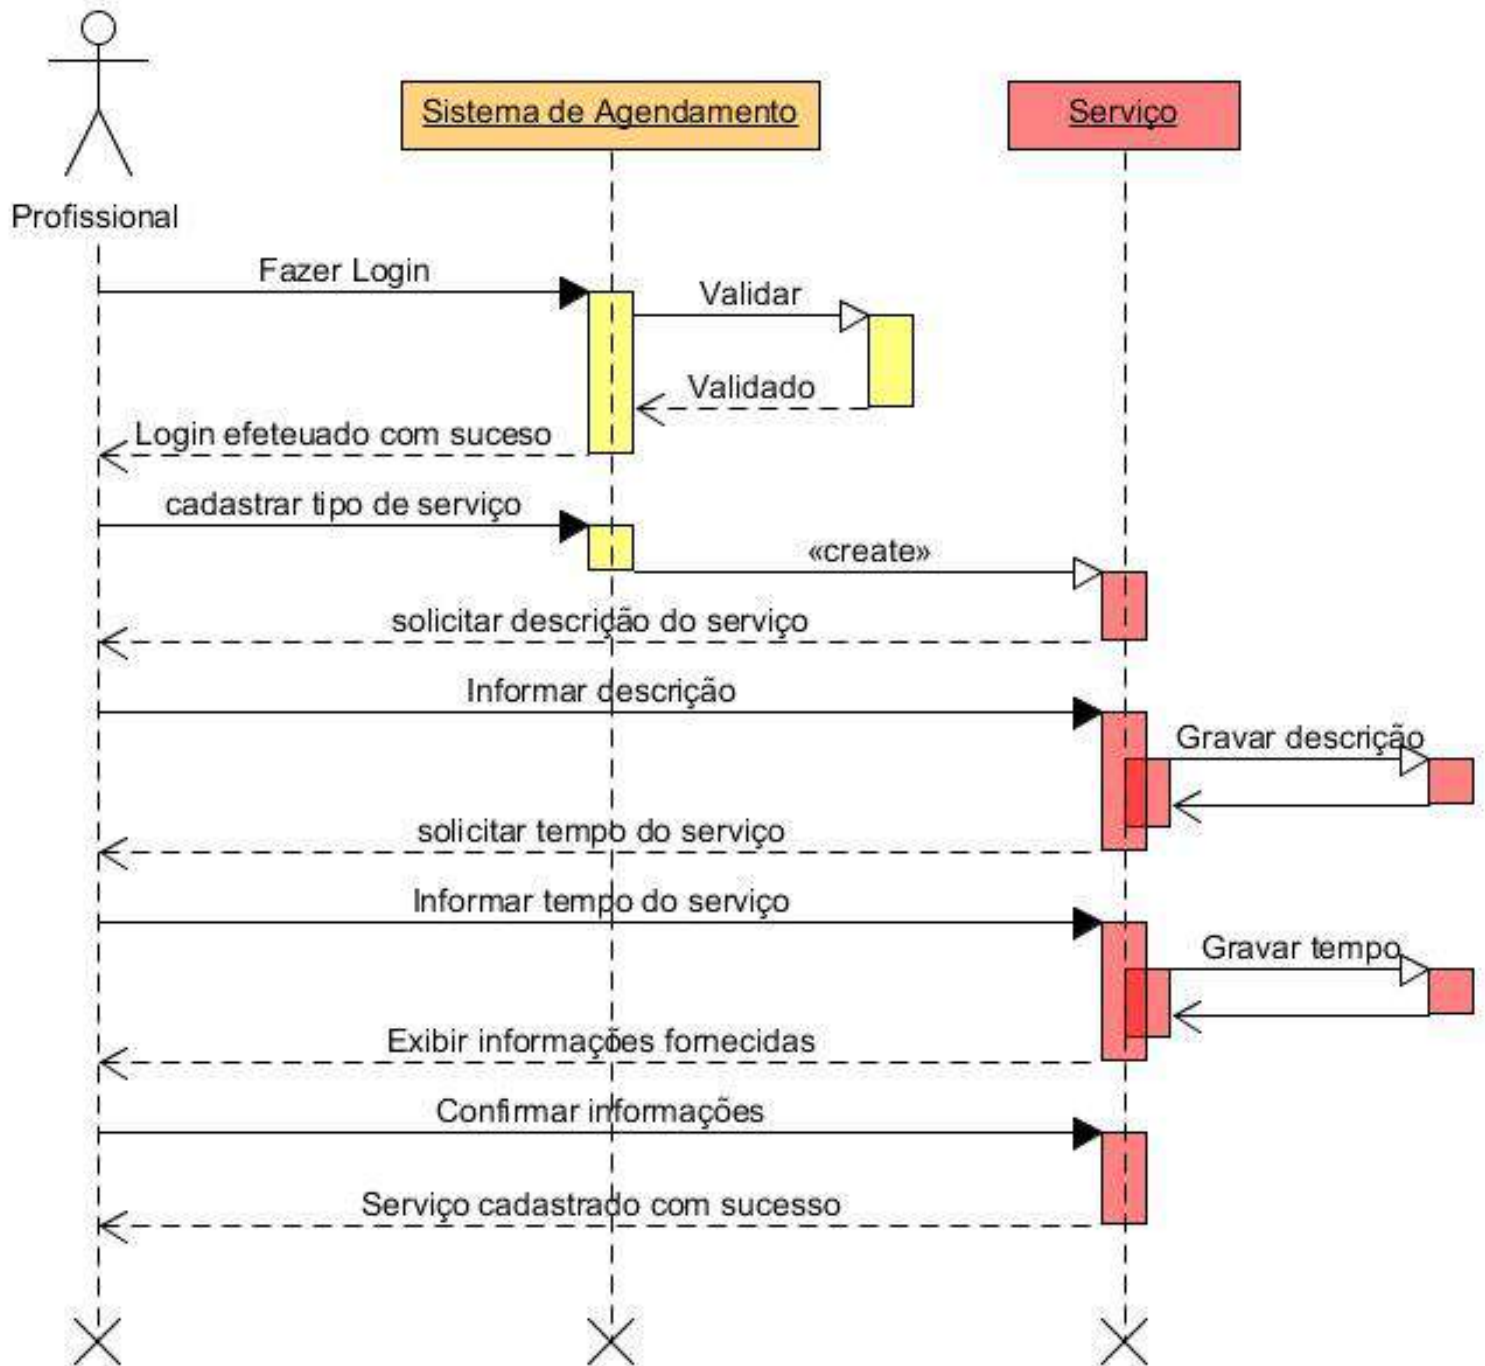 Sistema de Agendamento
Serviço
Profissional
Fazer Login
Validar
Validado
Login efeteuado com suceso
cadastrar tipo de serviço
«create»
solicitar descrição do serviço
Informar descrição
Gravar descrição
solicitar tempo do serviço
Informar tempo do serviço
Gravar tempo
Exibir informações fornecidas
Confirmar informações
Serviço cadastrado com sucesso